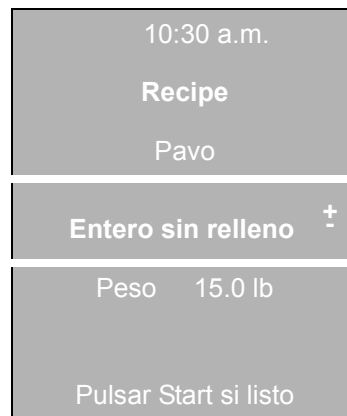 10:30 a.m.
Recipe
Pavo
Entero sin relleno +
-
Peso 15.0 lb
Pulsar Start si listo